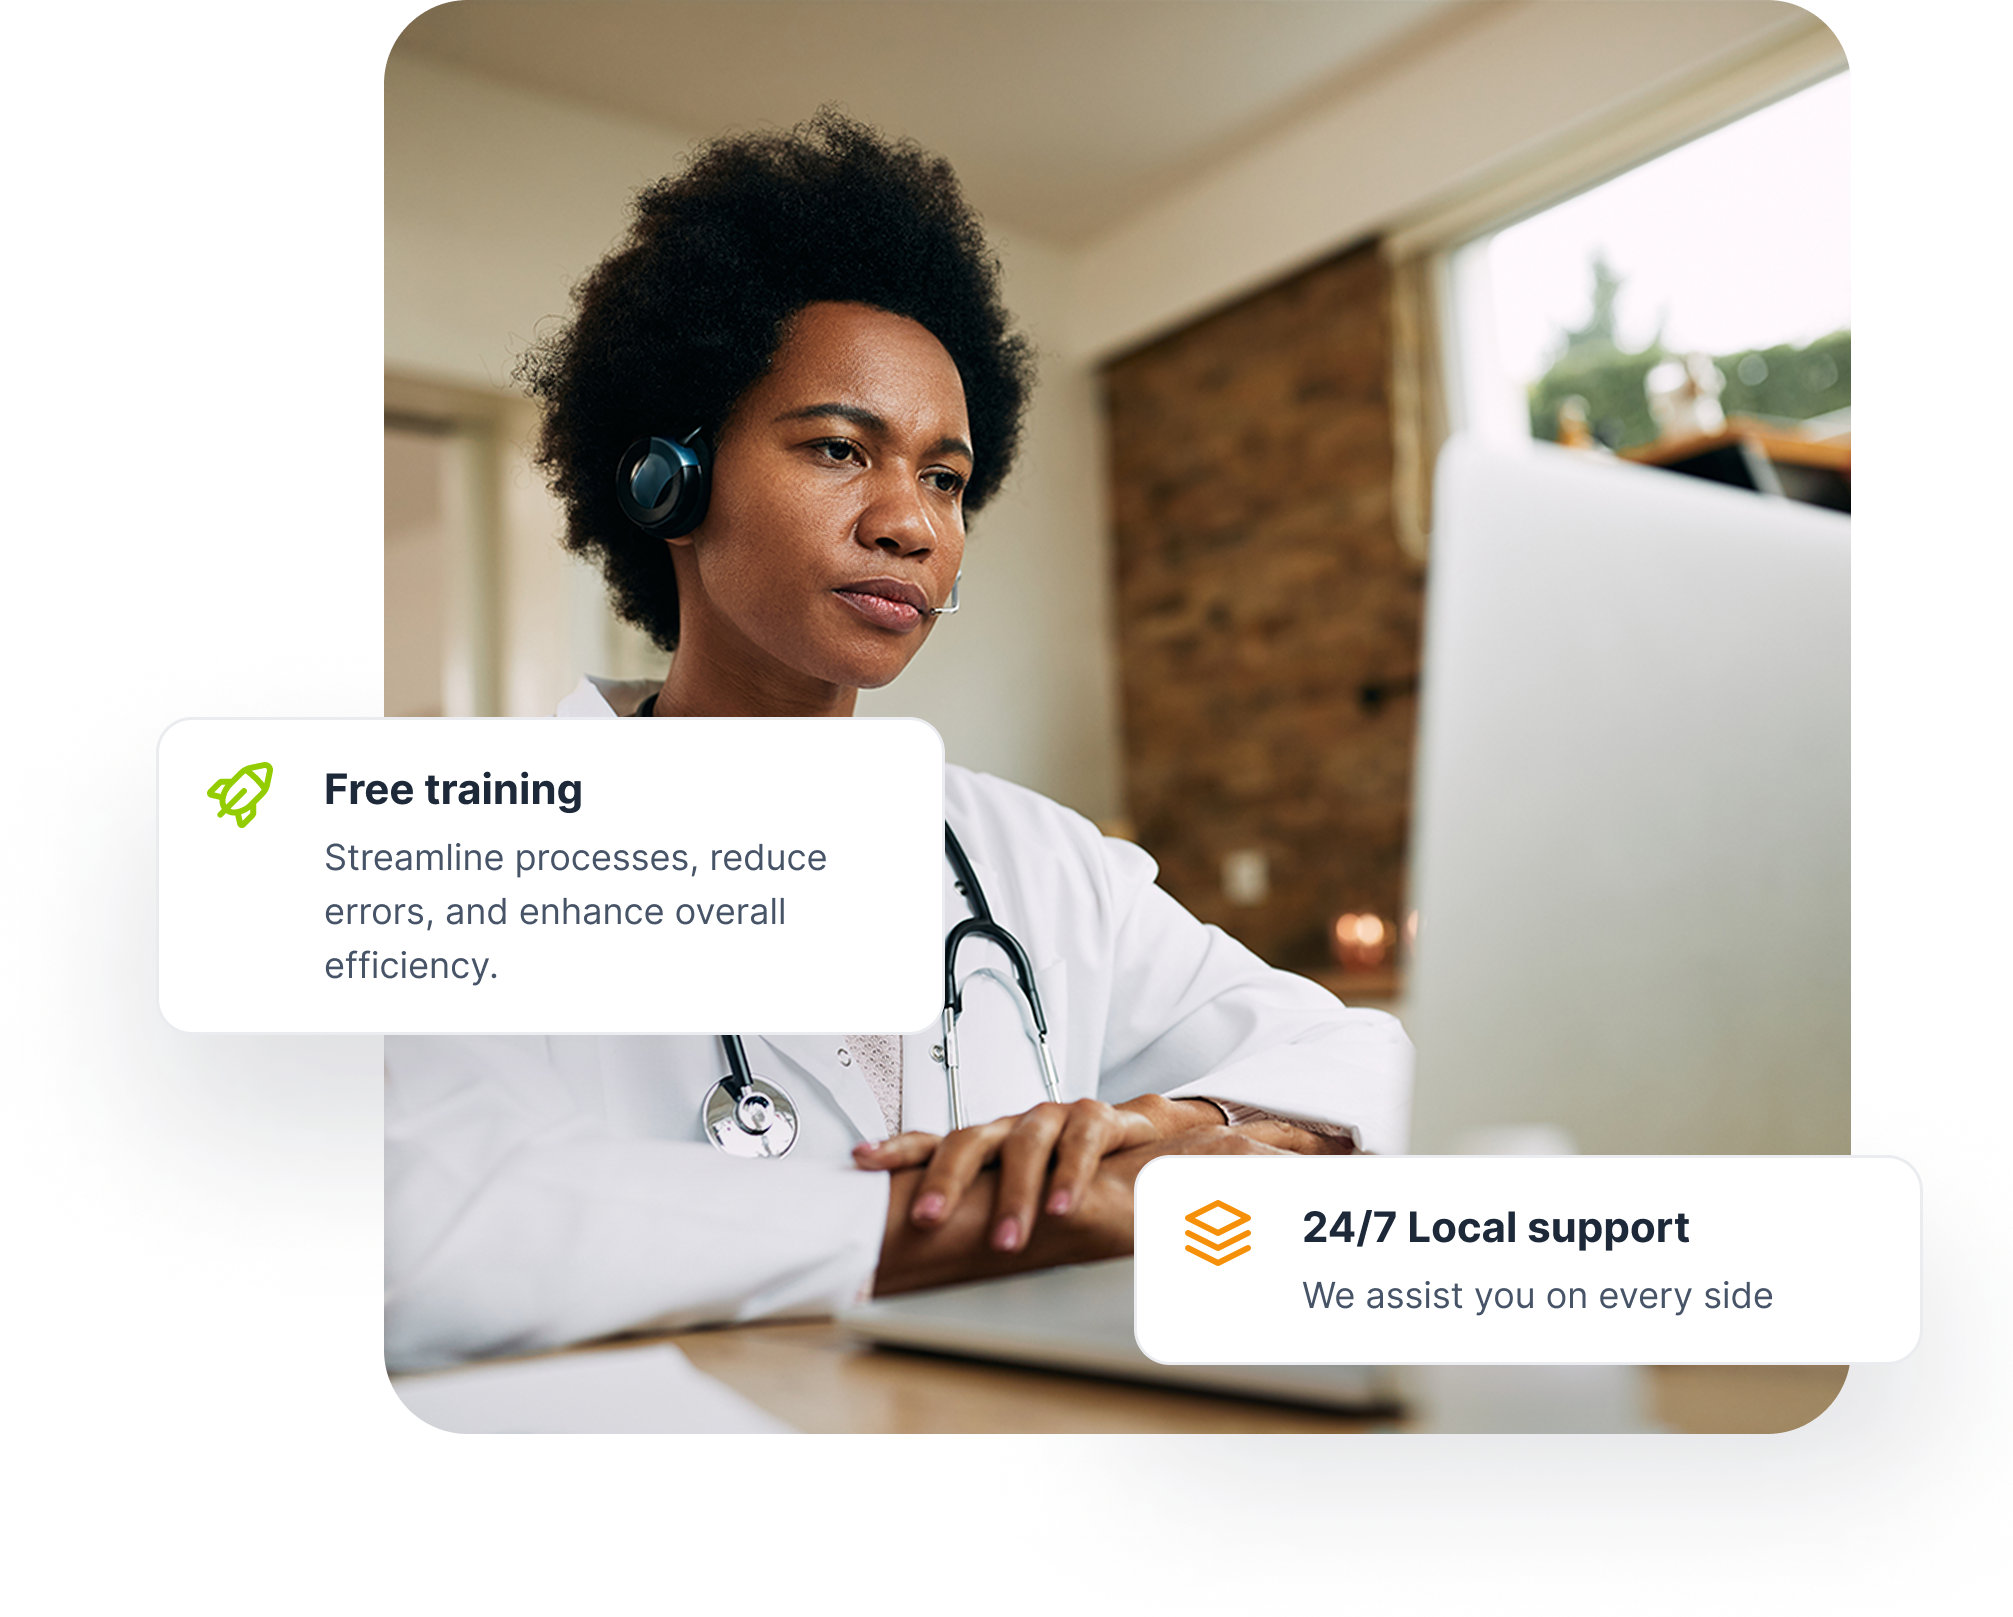 Free training
Streamline processes, reduce
errors, and enhance overall
efficiency.
24/7 Local support
We assist you on every side